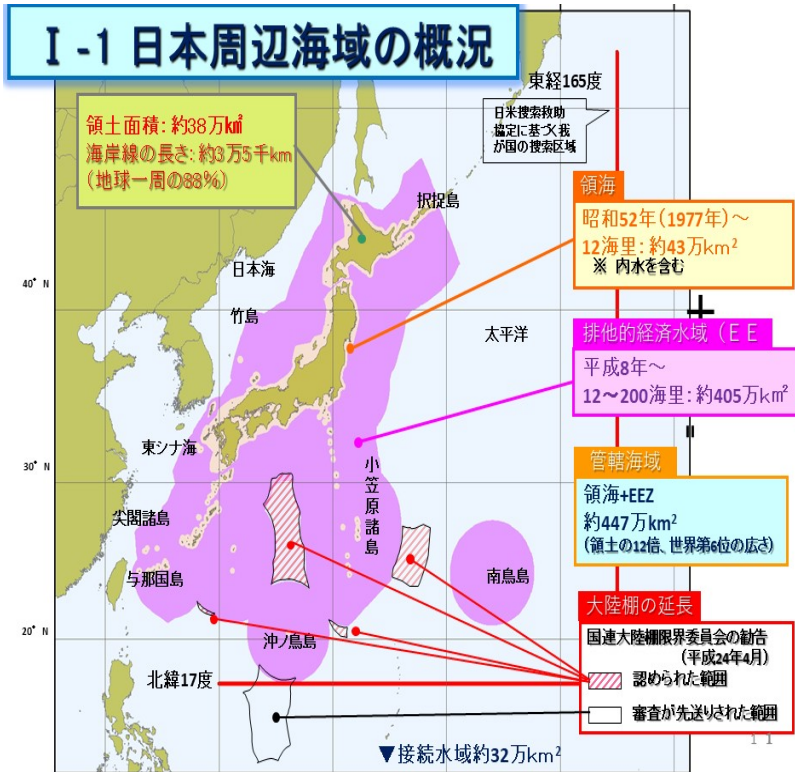 Ⅰ-1 日本周辺海域の概況
領土面積：約38万㎢
海岸線の長さ：約3万5千km
（地球一周の88％）
東経165度
日米捜索救助
協定に基づく我
が国の捜索区域
択捉島
領海
昭和52年（1977年）～
12海里：約43万km²
※ 内水を含む
日本海
40° N
竹島
太平洋
排他的経済水域（ＥＥ
平成8年～
12～200海里：約405万km²
東シナ海
30° N
小笠原諸島
管轄海域
領海+EEZ
約447万km²
(領土の12倍、世界第6位の広さ)
尖閣諸島
与那国島
南鳥島
大陸棚の延長
20° N
沖ノ鳥島
国連大陸棚限界委員会の勧告
（平成24年4月）
認められた範囲
審査が先送りされた範囲
北緯17度
11
▼接続水域約32万km²